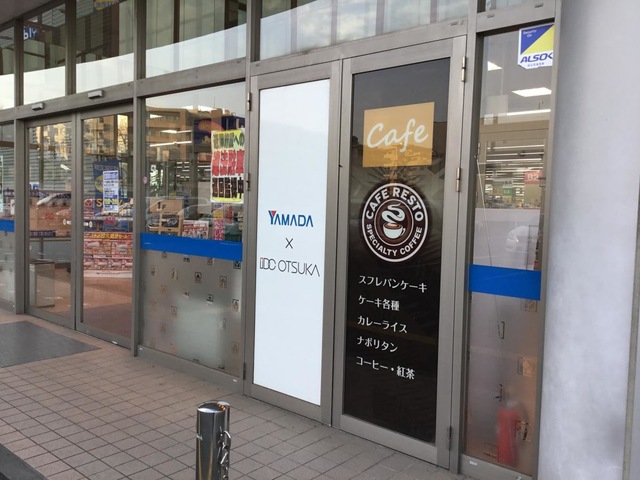 ALSOK
Cafe
CAFE RESTO
SPECIALTY COFFEE
YAMADA
×
IDC OTSUKA
スフレパンケーキ
ケーキ各種
カレーライス
ナポリタン
コーヒー・紅茶